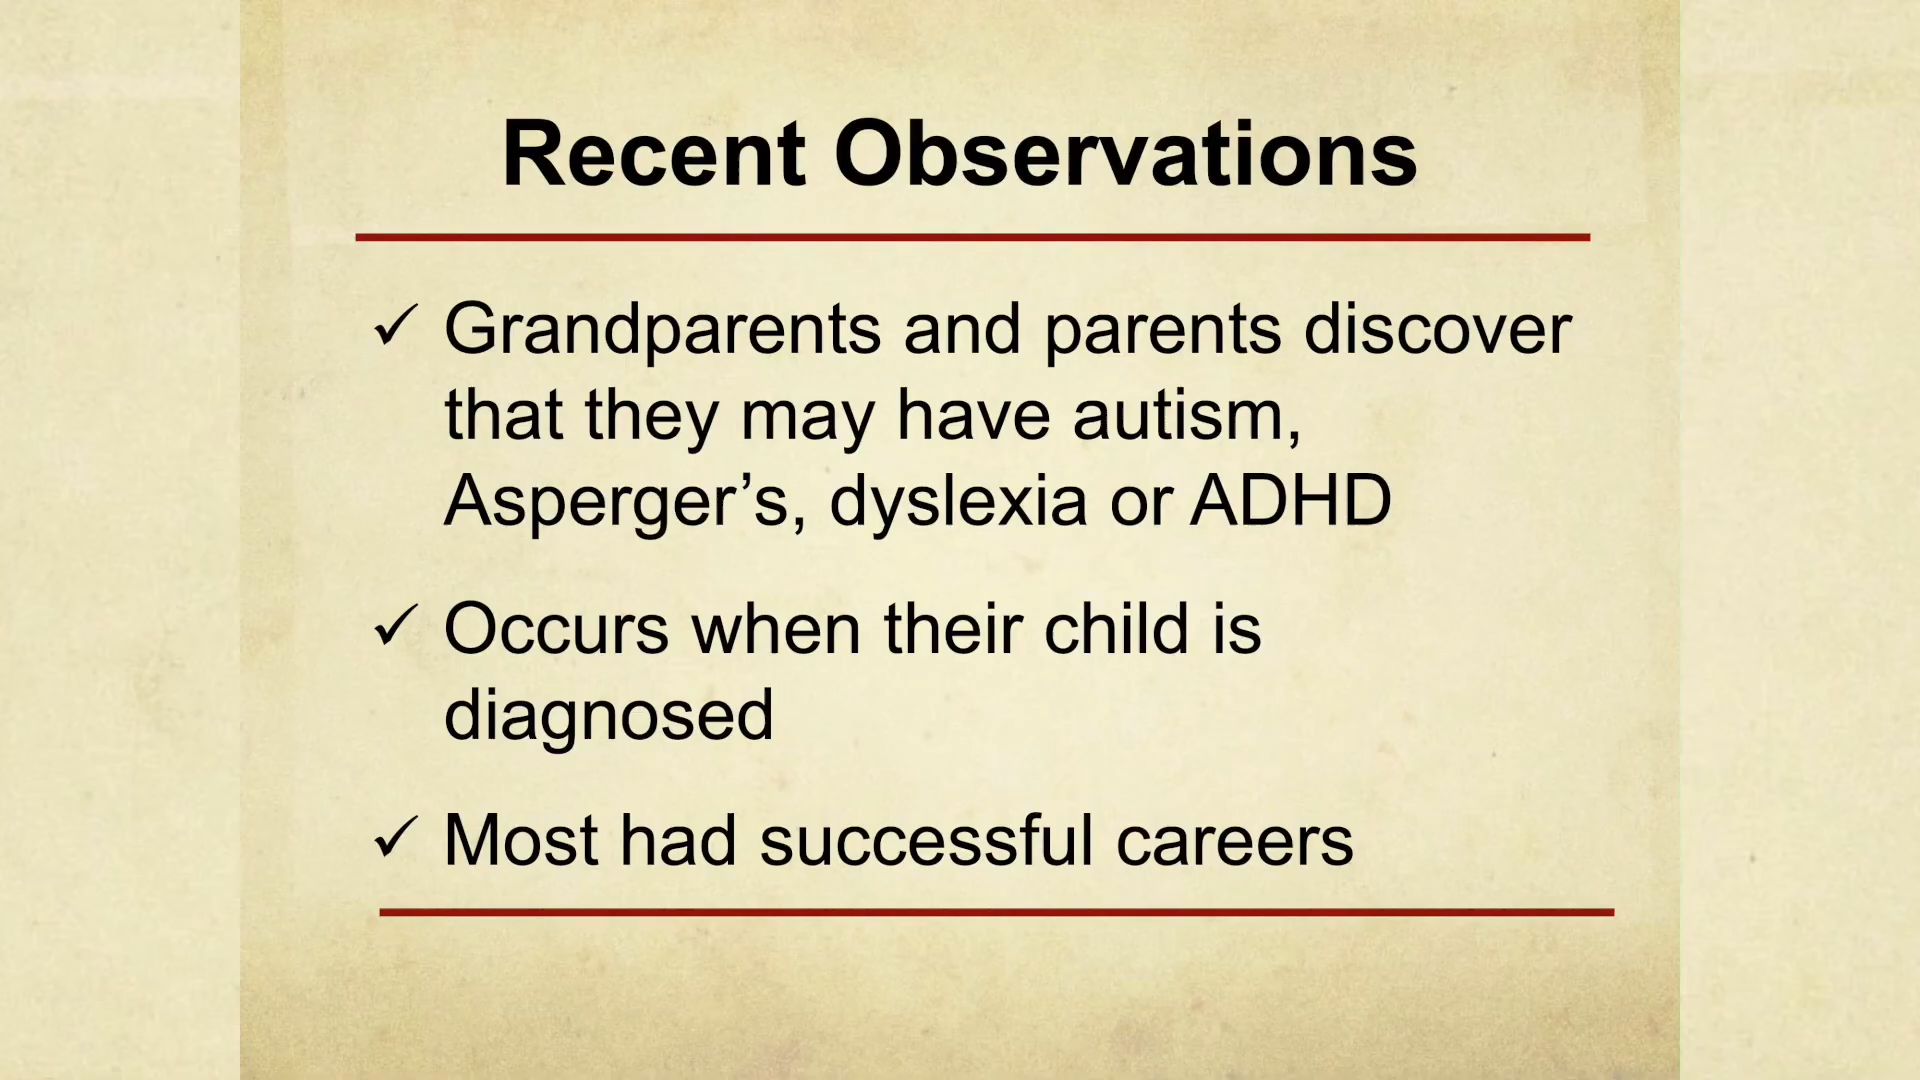 Recent Observations
✓ Grandparents and parents discover
that they may have autism,
Asperger’s, dyslexia or ADHD
✓ Occurs when their child is
diagnosed
✓ Most had successful careers